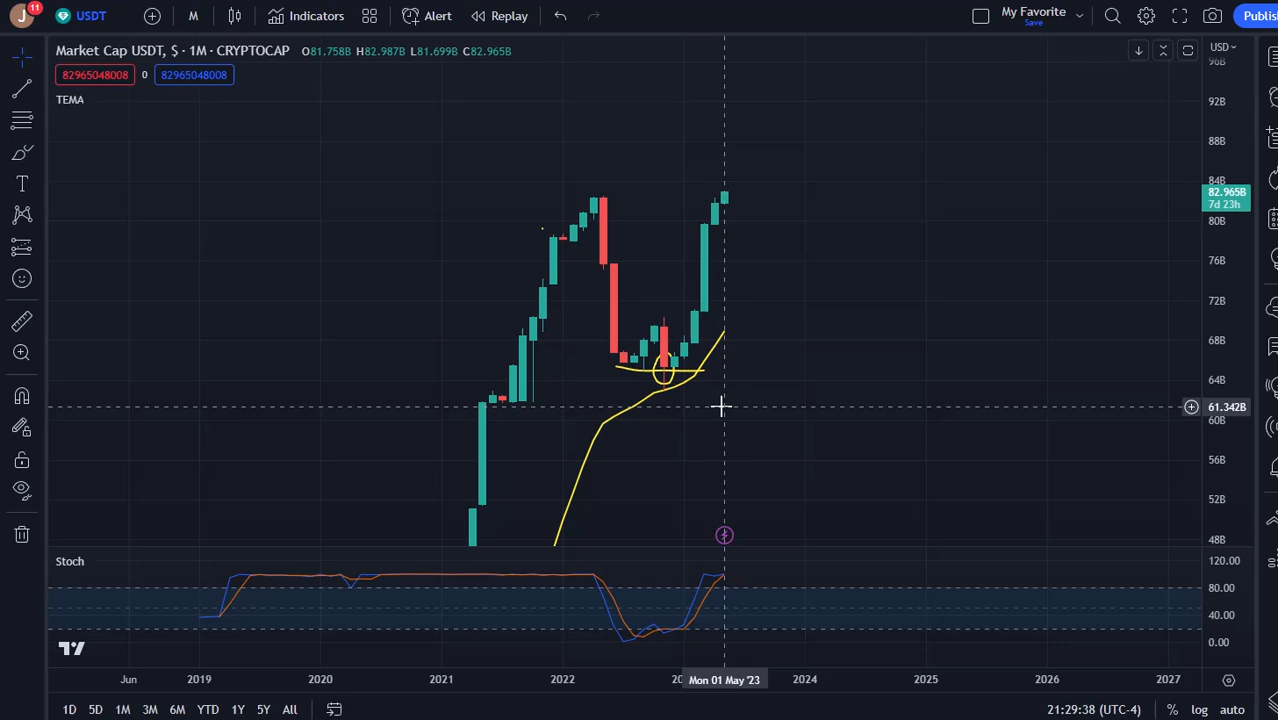 J 11 USDT M Indicators Alert Replay My Favorite Save Publis
Market Cap USDT, $ · 1M · CRYPTOCAP O81.758B H82.987B L81.699B C82.965B
82965048008 0 82965048008
TEMA
USD
96B
92B
88B
84B
82.965B
7d 23h
80B
76B
72B
68B
64B
61.342B
60B
56B
52B
48B
Stoch
120.00
80.00
40.00
0.00
Jun 2019 2020 2021 2022 Mon 01 May '23 2024 2025 2026 2027
1D 5D 1M 3M 6M YTD 1Y 5Y All 21:29:38 (UTC-4) % log auto